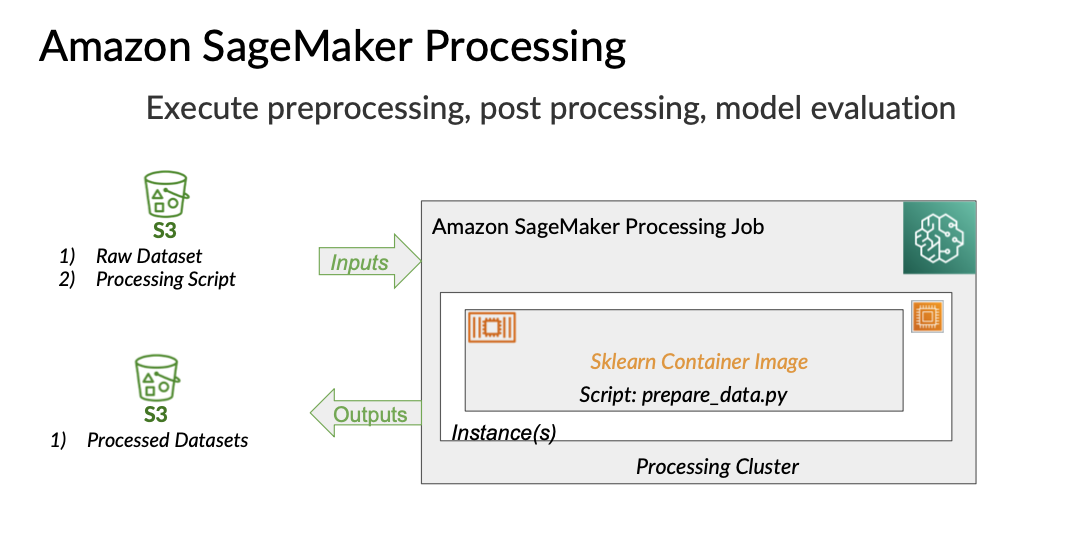 Amazon SageMaker Processing
Execute preprocessing, post processing, model evaluation
S3
1) Raw Dataset
2) Processing Script
Inputs
Amazon SageMaker Processing Job
Sklearn Container Image
Script: prepare_data.py
Instance(s)
Processing Cluster
Outputs
S3
1) Processed Datasets